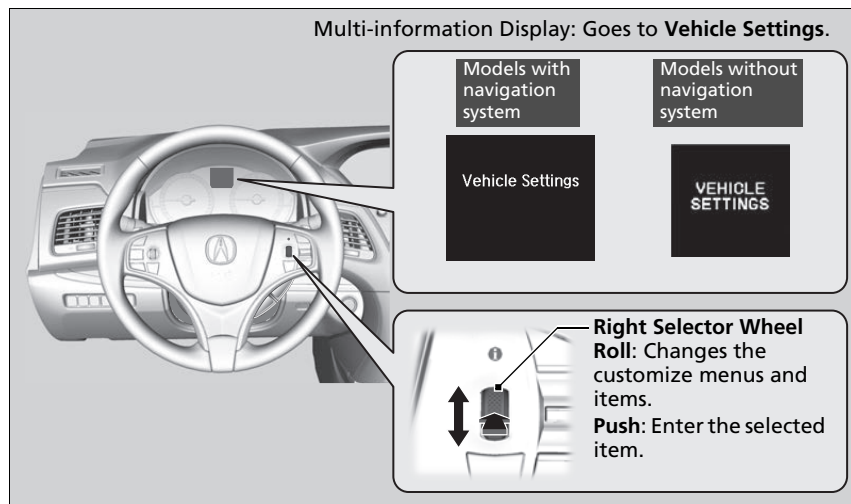 Multi-information Display: Goes to Vehicle Settings.
Models with
navigation
system
Models without
navigation
system
Vehicle Settings
VEHICLE
SETTINGS
Right Selector Wheel
Roll: Changes the
customize menus and
items.
Push: Enter the selected
item.
i